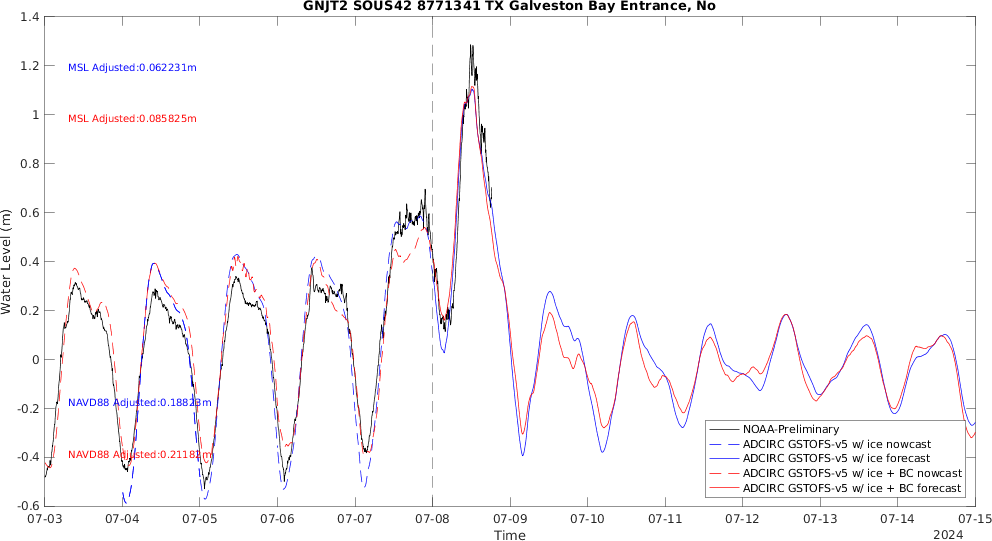 GNJT2 SOUS42 8771341 TX Galveston Bay Entrance, No
1.4
1.2
1
0.8
0.6
0.4
0.2
0
-0.2
-0.4
-0.6
Water Level (m)
MSL Adjusted:0.062231m
MSL Adjusted:0.085825m
NAVD88 Adjusted:0.18823m
NAVD88 Adjusted:0.21182m
NOAA-Preliminary
ADCIRC GSTOFS-v5 w/ ice nowcast
ADCIRC GSTOFS-v5 w/ ice forecast
ADCIRC GSTOFS-v5 w/ ice + BC nowcast
ADCIRC GSTOFS-v5 w/ ice + BC forecast
07-03 07-04 07-05 07-06 07-07 07-08 07-09 07-10 07-11 07-12 07-13 07-14 07-15
Time
2024